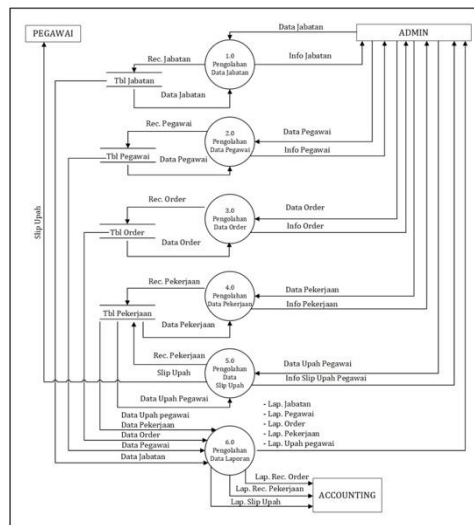 PEGAWAI
ADMIN
Data Jabatan
Rec. Jabatan
1.0
Pengolahan
Data Jabatan
Info Jabatan
Tbl Jabatan
Data Jabatan
Rec. Pegawai
2.0
Pengolahan
Data Pegawai
Data Pegawai
Info Pegawai
Tbl Pegawai
Data Pegawai
Slip Upah
Rec. Order
3.0
Pengolahan
Data Order
Data Order
Info Order
Tbl Order
Data Order
Rec. Pekerjaan
4.0
Pengolahan
Data Pekerjaan
Data Pekerjaan
Info Pekerjaan
Tbl Pekerjaan
Data Pekerjaan
Rec. Pekerjaan
Slip Upah
5.0
Pengolahan
Data
Slip Upah
Data Upah Pegawai
Info Slip Upah Pegawai
Data Upah Pegawai
Data Upah pegawai
Data Pekerjaan
Data Order
Data Pegawai
Data Jabatan
6.0
Pengolahan
Data Laporan
- Lap. Jabatan
- Lap. Pegawai
- Lap. Order
- Lap. Pekerjaan
- Lap. Upah pegawai
Lap. Rec. Order
Lap. Rec. Pekerjaan
Lap. Slip Upah
ACCOUNTING